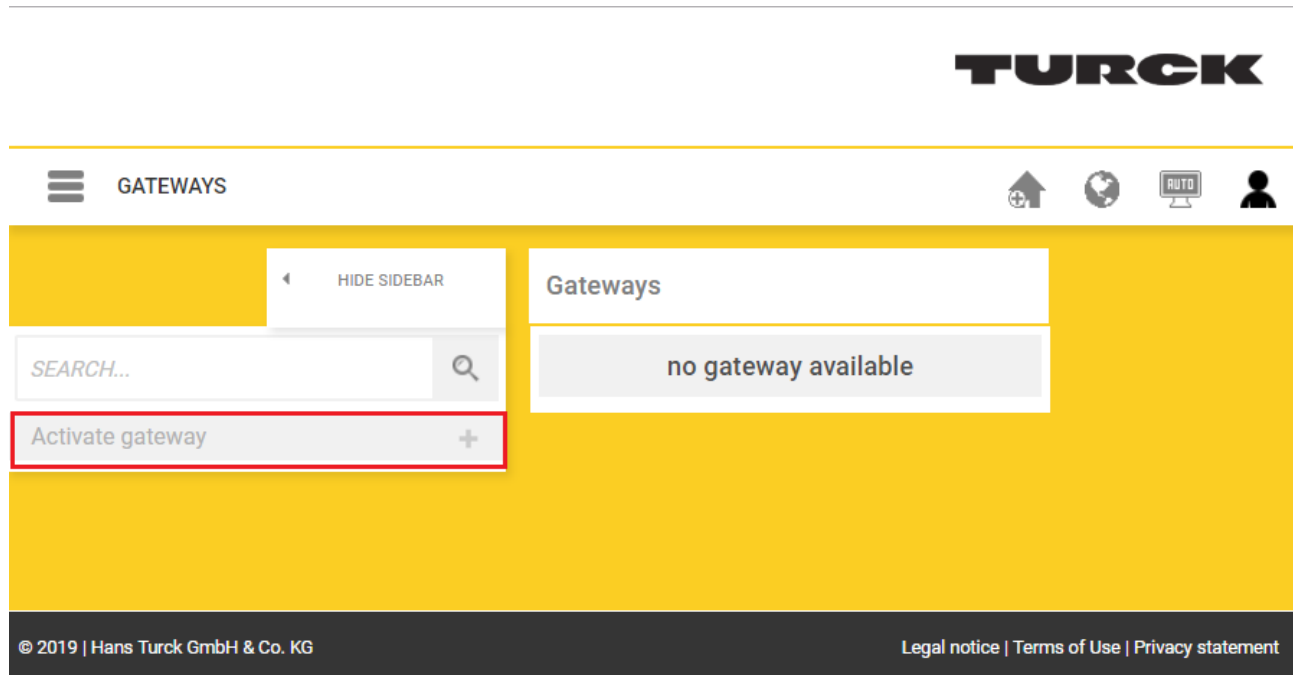 TURCK
GATEWAYS
AUTO
HIDE SIDEBAR
Gateways
SEARCH...
no gateway available
Activate gateway
© 2019 | Hans Turck GmbH & Co. KG
Legal notice | Terms of Use | Privacy statement